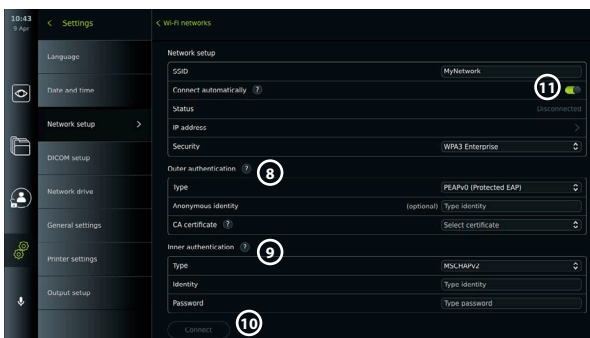 10:43
9 Apr
< Settings
Language
Date and time
Network setup >
DICOM setup
Network drive
General settings
Printer settings
Output setup
< Wi-Fi networks
Network setup
SSID MyNetwork
Connect automatically ? 11
Status Disconnected
IP address >
Security WPA3 Enterprise
Outer authentication ? 8
Type PEAPv0 (Protected EAP)
Anonymous identity (optional) Type identity
CA certificate ? Select certificate
Inner authentication ? 9
Type MSCHAPv2
Identity Type identity
Password Type password
Connect 10